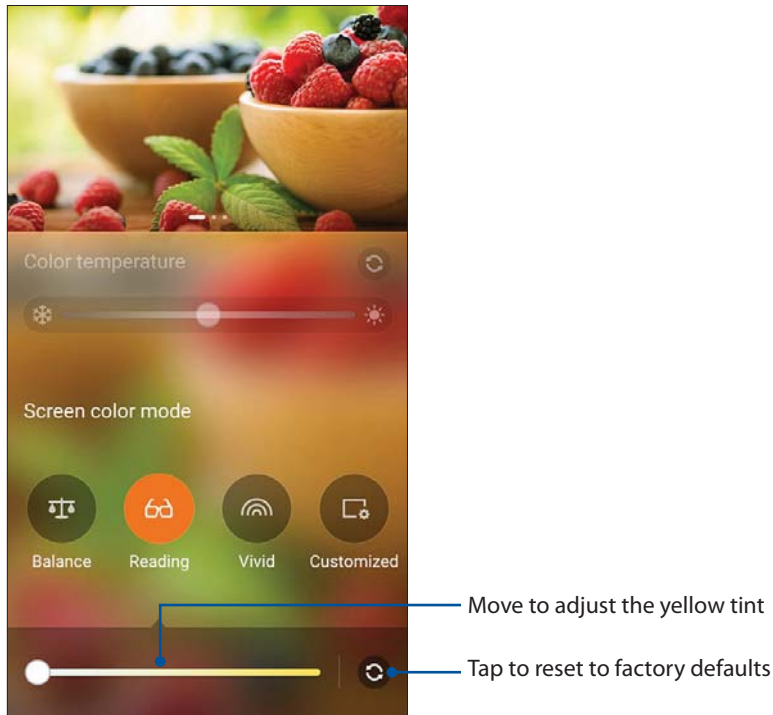 Color temperature
Screen color mode
Balance
Reading
Vivid
Customized
Move to adjust the yellow tint
Tap to reset to factory defaults